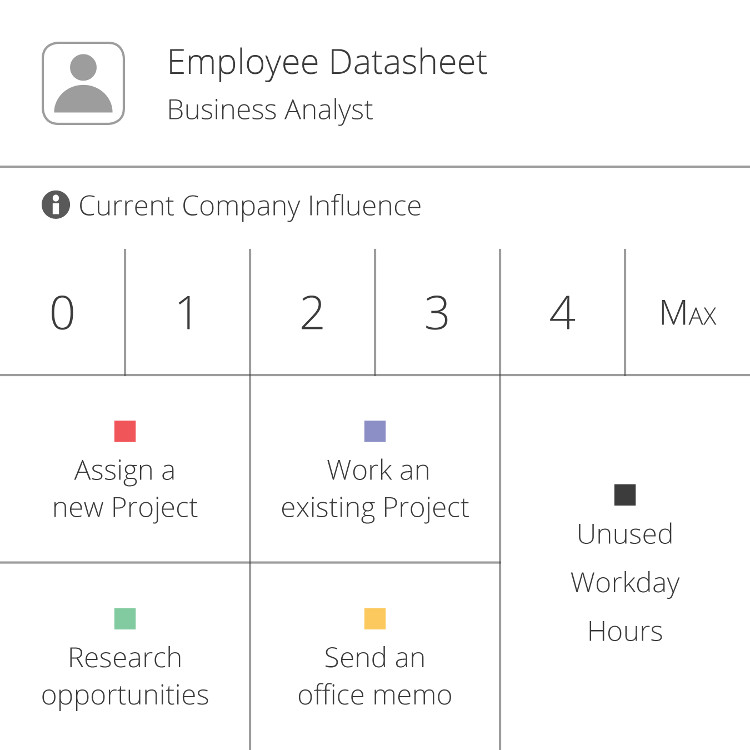 Employee Datasheet
Business Analyst
Current Company Influence
0 1 2 3 4 Max
Assign a
new Project
Work an
existing Project
Unused
Workday
Hours
Research
opportunities
Send an
office memo